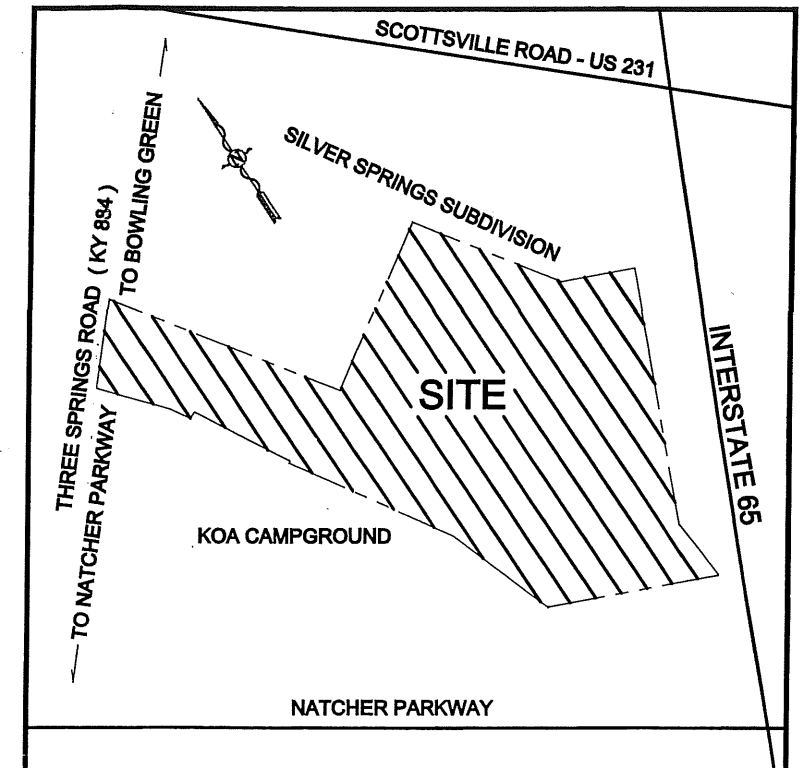 SCOTTSVILLE ROAD - US 231
SILVER SPRINGS SUBDIVISION
THREE SPRINGS ROAD ( KY 884 )
TO BOWLING GREEN
N
SITE
INTERSTATE 65
TO NATCHER PARKWAY
KOA CAMPGROUND
NATCHER PARKWAY